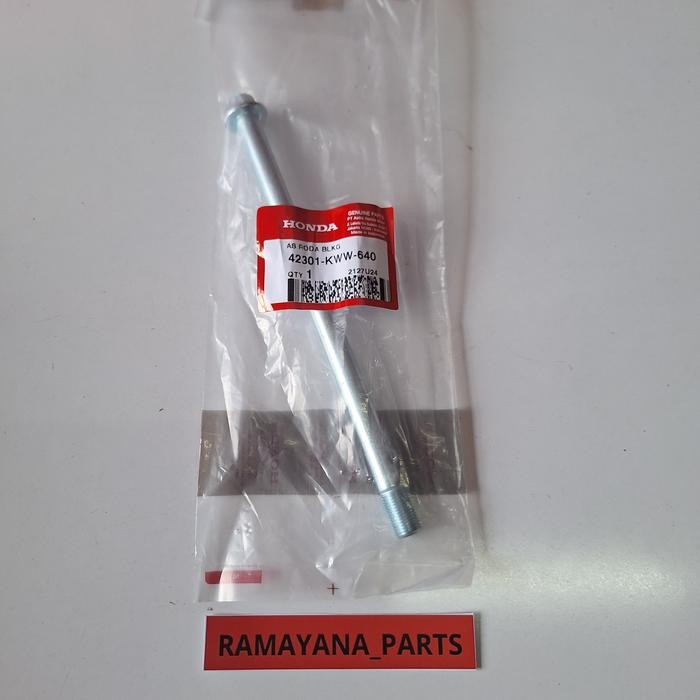 HONDA
GENUINE PARTS
AS RODA BLKG
42301-KWW-640
QTY 1
2127U24
RAMAYANA_PARTS